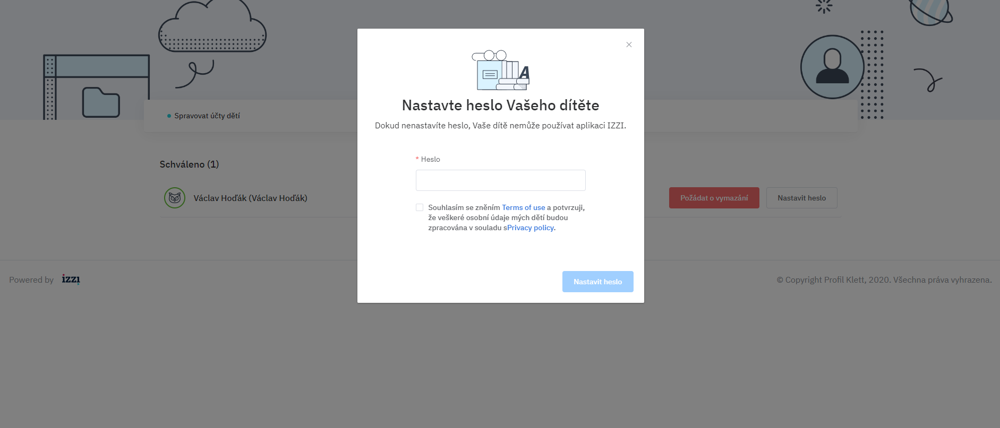 A
Nastavte heslo Vašeho dítěte
Dokud nenastavíte heslo, Vaše dítě nemůže používat aplikaci IZZI.
* Heslo
Souhlasím se zněním Terms of use a potvrzuji,
že veškeré osobní údaje mých dětí budou
zpracována v souladu sPrivacy policy.
Nastavit heslo
Spravovat účty dětí
Schváleno (1)
Václav Hoďák (Václav Hoďák)
Požádat o vymazání
Nastavit heslo
Powered by izzi
© Copyright Profil Klett, 2020. Všechna práva vyhrazena.